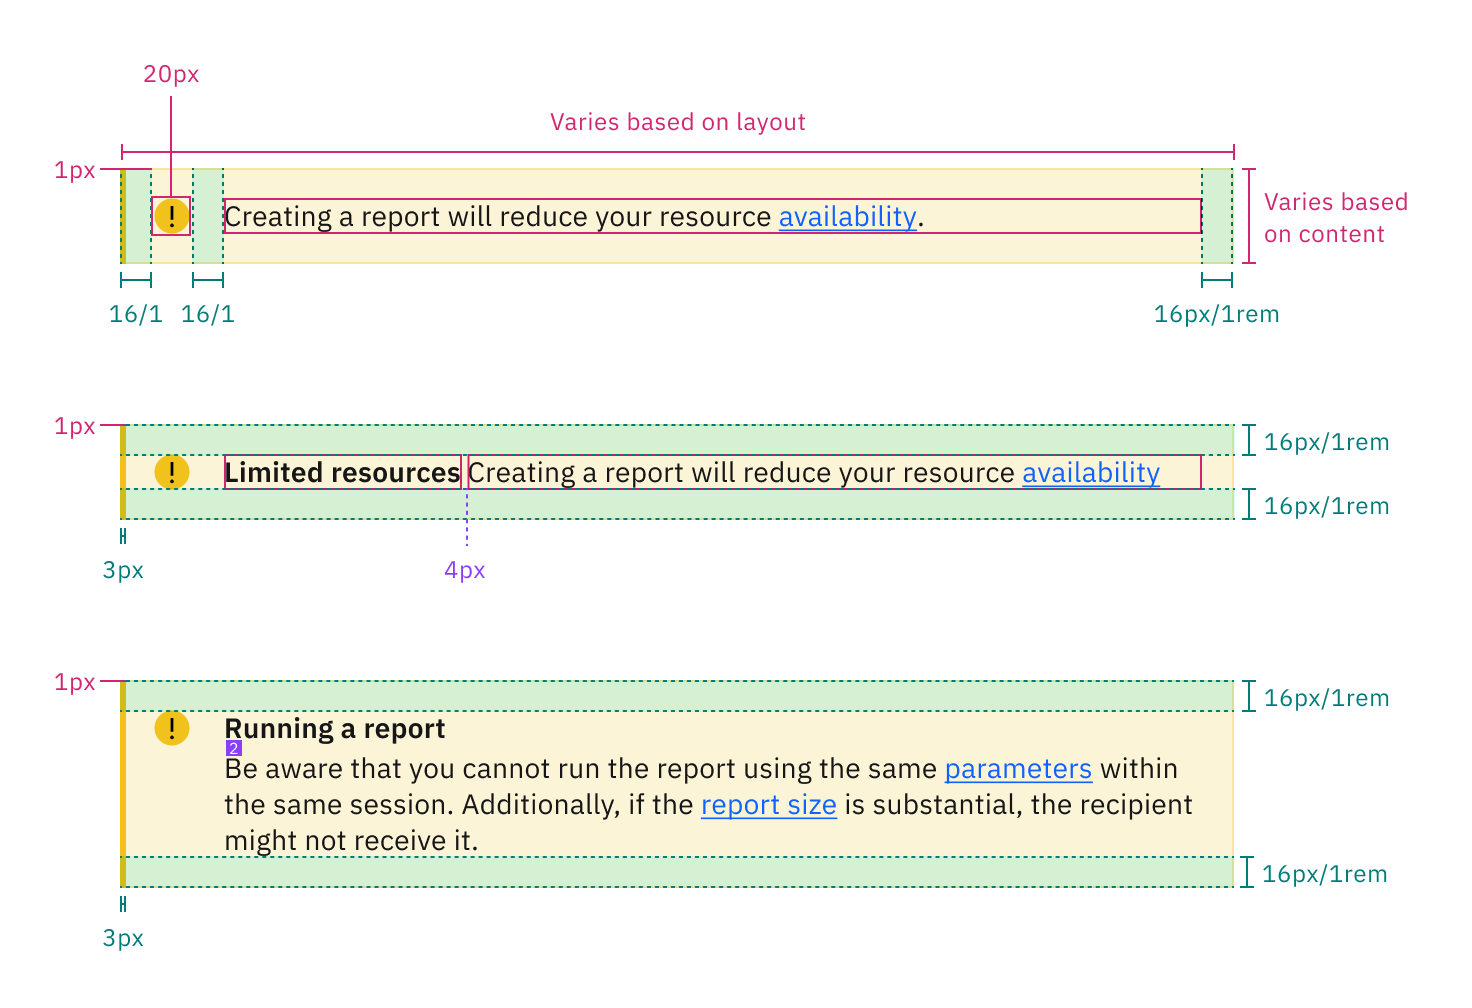 20px
Varies based on layout
1px
! Creating a report will reduce your resource availability.
Varies based
on content
16/1 16/1 16px/1rem
1px
16px/1rem
! Limited resources Creating a report will reduce your resource availability
16px/1rem
3px 4px
1px
16px/1rem
! Running a report
2
Be aware that you cannot run the report using the same parameters within
the same session. Additionally, if the report size is substantial, the recipient
might not receive it.
16px/1rem
3px